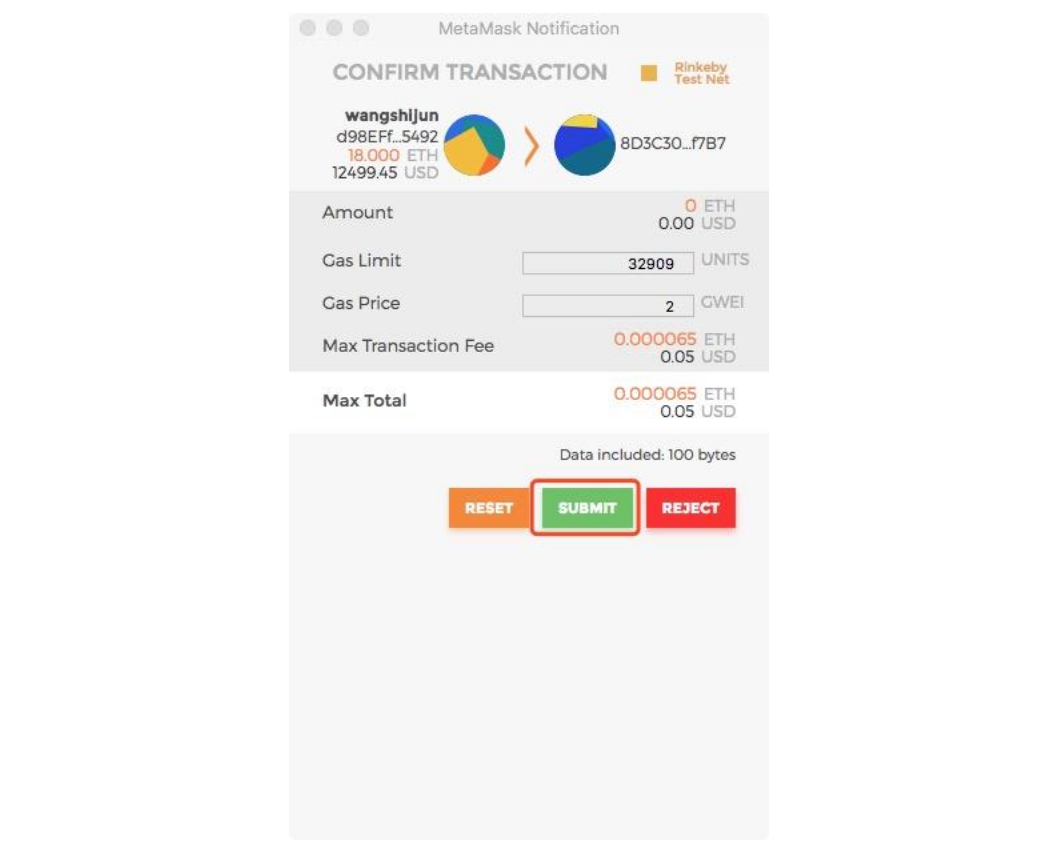 MetaMask Notification
CONFIRM TRANSACTION
Rinkeby
Test Net
wangshijun
d98EFf...5492
18.000 ETH
12499.45 USD
8D3C30...f7B7
Amount
0 ETH
0.00 USD
Gas Limit
32909 UNITS
Gas Price
2 GWEI
Max Transaction Fee
0.000065 ETH
0.05 USD
Max Total
0.000065 ETH
0.05 USD
Data included: 100 bytes
RESET
SUBMIT
REJECT